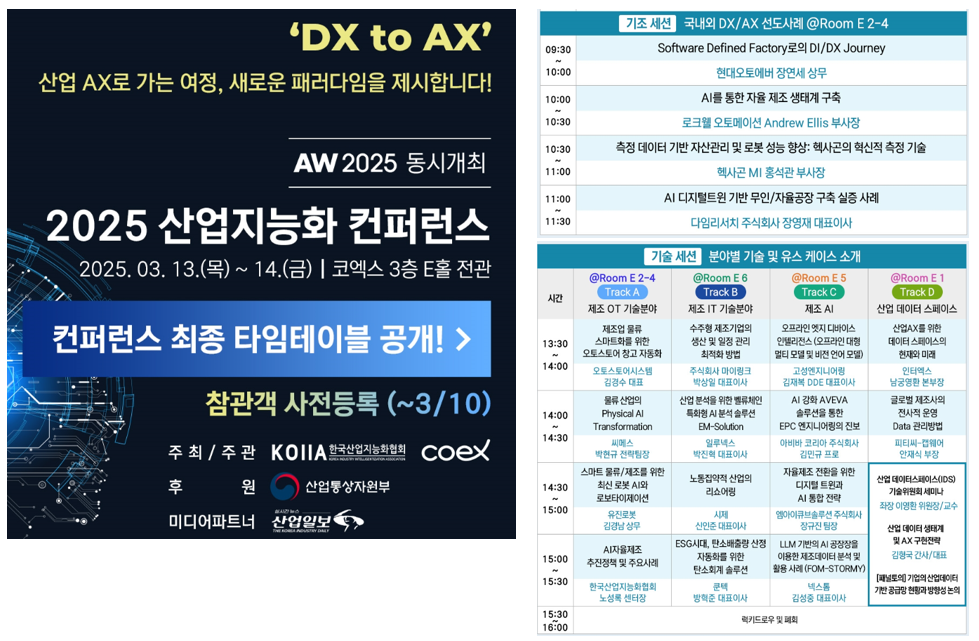 ‘DX to AX’
산업 AX로 가는 여정, 새로운 패러다임을 제시합니다!
AW 2025 동시개최
2025 산업지능화 컨퍼런스
2025. 03. 13.(목) ~ 14.(금) | 코엑스 3층 E홀 전관
컨퍼런스 최종 타임테이블 공개! >
참관객 사전등록 (~3/10)
주최/주관 KOIIA 한국산업지능화협회 coex
KOREA INDUSTRY INTELLIGENTIZATION ASSOCIATION
후 원 산업통상자원부
미디어파트너 산업일보
THE KOREA INDUSTRY DAILY
기조 세션 국내외 DX/AX 선도사례 @Room E 2-4
09:30
~
10:00
Software Defined Factory로의 DI/DX Journey
현대오토에버 장연세 상무
10:00
~
10:30
AI를 통한 자율 제조 생태계 구축
로크웰 오토메이션 Andrew Ellis 부사장
10:30
~
11:00
측정 데이터 기반 자산관리 및 로봇 성능 향상: 헥사곤의 혁신적 측정 기술
헥사곤 MI 홍석관 부사장
11:00
~
11:30
AI 디지털트윈 기반 무인/자율공장 구축 실증 사례
다임리서치 주식회사 장영재 대표이사
기술 세션 분야별 기술 및 유스 케이스 소개
시간
@Room E 2-4
Track A
제조 OT 기술분야
@Room E 6
Track B
제조 IT 기술분야
@Room E 5
Track C
제조 AI
@Room E 1
Track D
산업 데이터 스페이스
13:30
~
14:00
제조업 물류
스마트화를 위한
오토스토어 창고 자동화
오토스토어시스템
김경수 대표
수주형 제조기업의
생산 및 일정 관리
최적화 방법
주식회사 마이링크
박상일 대표이사
오프라인 엣지 디바이스
인텔리전스 (오프라인 대형
멀티 모델 및 비전 언어 모델)
고성엔지니어링
김재복 DDE 대표이사
산업AX를 위한
데이터 스페이스의
현재와 미래
인터엑스
남궁영환 본부장
14:00
~
14:30
물류 산업의
Physical AI
Transformation
씨메스
박현규 전략팀장
산업 분석을 위한 벨류체인
특화형 AI 분석 솔루션
EM-Solution
일루넥스
박진혁 대표이사
AI 강화 AVEVA
솔루션을 통한
EPC 엔지니어링의 진보
아비바 코리아 주식회사
김민규 프로
글로벌 제조사의
전사적 운영
Data 관리방법
피티씨-캡웨어
안재식 부장
14:30
~
15:00
스마트 물류/제조를 위한
최신 로봇 AI와
로보타이제이션
유진로봇
김경남 상무
노동집약적 산업의
리쇼어링
시제
신인준 대표이사
자율제조 전환을 위한
디지털 트윈과
AI 통합 전략
엠아이큐브솔루션 주식회사
장규진 팀장
산업 데이터스페이스(IDS)
기술위원회 세미나
좌장 이영환 위원장/교수
산업 데이터 생태계
및 AX 구현전략
김형국 간사/대표
[패널토의] 기업의 산업데이터
기반 공급망 현황과 방향성 논의
15:00
~
15:30
AI자율제조
추진정책 및 주요사례
한국산업지능화협회
노성록 센터장
ESG시대, 탄소배출량 산정
자동화를 위한
탄소회계 솔루션
쿤텍
방혁준 대표이사
LLM 기반의 AI 공장장을
이용한 제조데이터 분석 및
활용 사례 (FOM-STORMY)
넥스톰
김성중 대표이사
15:30
~
16:00
럭키드로우 및 폐회